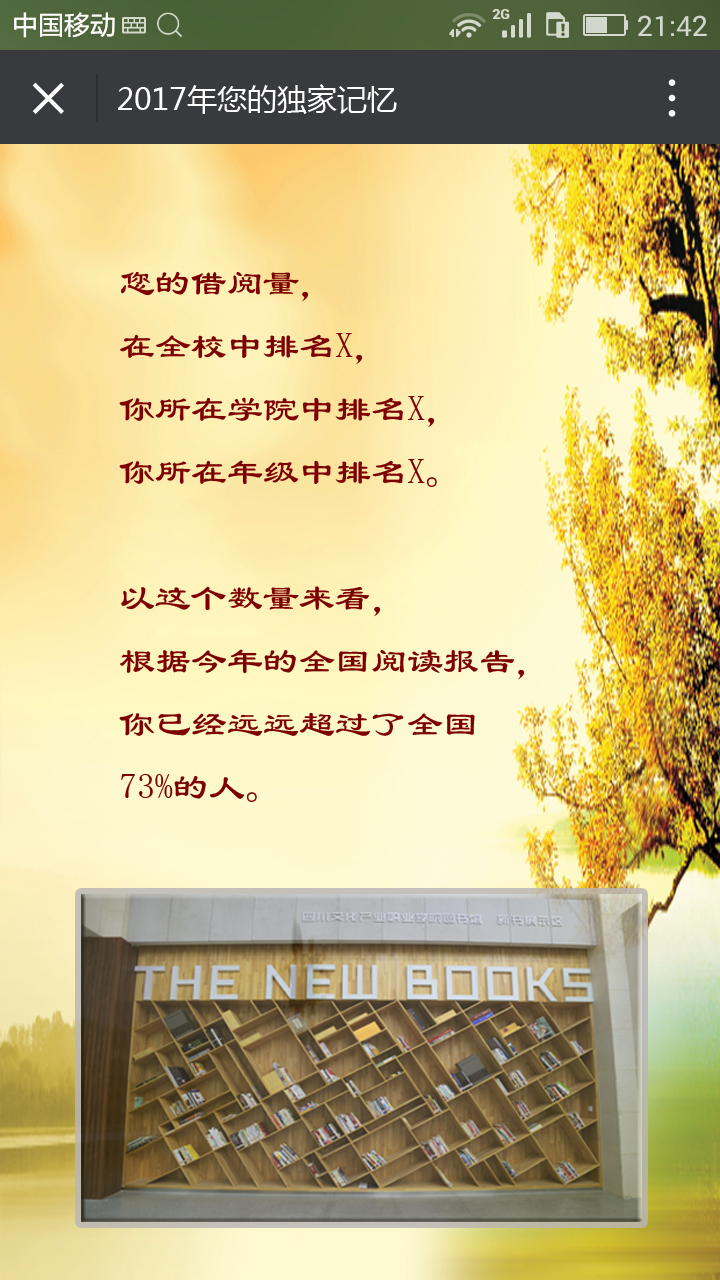 中国移动
2G
21:42
2017年您的独家记忆
您的借阅量，
在全校中排名X，
你所在学院中排名X，
你所在年级中排名X。
以这个数量来看，
根据今年的全国阅读报告，
你已经远远超过了全国
73%的人。
四川文化产业职业学院图书馆 新书展示区
THE NEW BOOKS